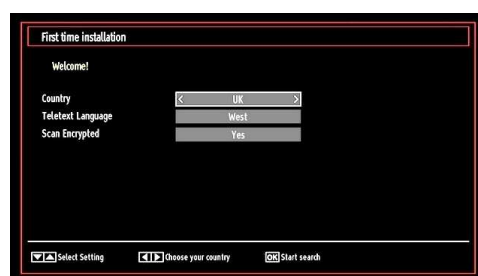 First time installation
Welcome!
Country < UK >
Teletext Language West
Scan Encrypted Yes
▼▲ Select Setting ◀▶ Choose your country OK Start search